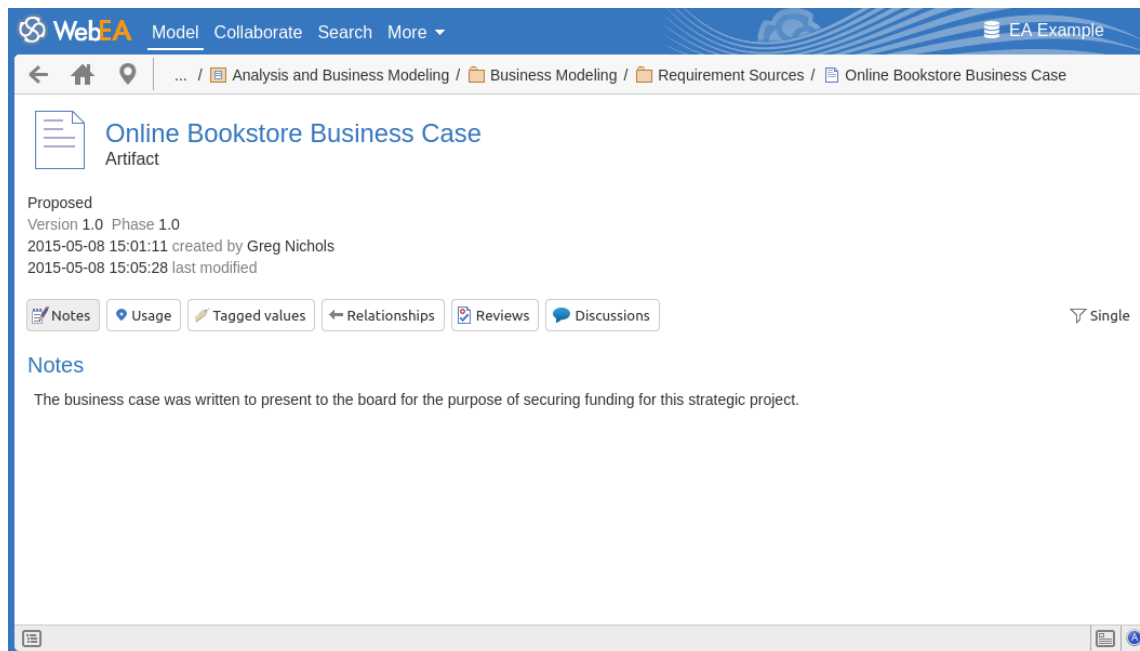 WebEA Model Collaborate Search More EA Example
... / Analysis and Business Modeling / Business Modeling / Requirement Sources / Online Bookstore Business Case
Online Bookstore Business Case
Artifact
Proposed
Version 1.0 Phase 1.0
2015-05-08 15:01:11 created by Greg Nichols
2015-05-08 15:05:28 last modified
Notes Usage Tagged values Relationships Reviews Discussions Single
Notes
The business case was written to present to the board for the purpose of securing funding for this strategic project.
A